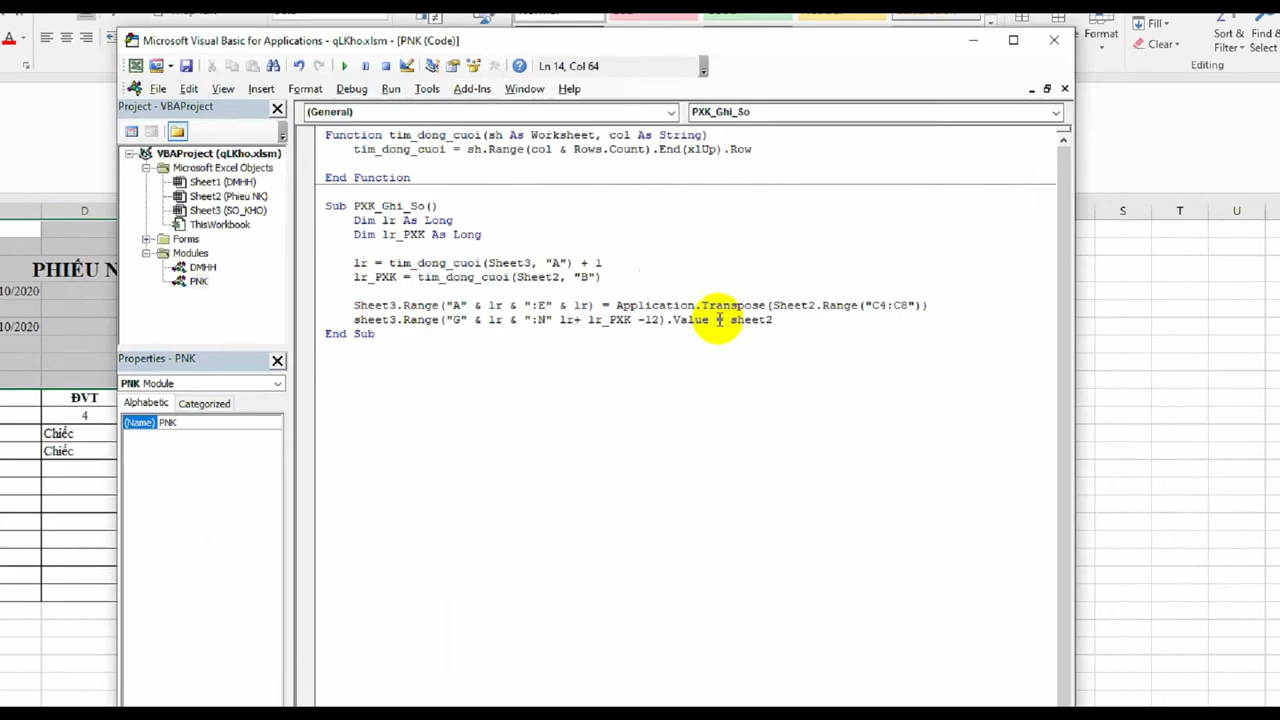 Fill
Clear
Format
Sort &
Filter
Find &
Editing
Microsoft Visual Basic for Applications - qLKho.xlsm - [PNK (Code)]
Ln 14, Col 64
File Edit View Insert Format Debug Run Tools Add-Ins Window Help
Project - VBAProject
(General)
PXK_Ghi_So
VBAProject (qLKho.xlsm)
Microsoft Excel Objects
Sheet1 (DMHH)
Sheet2 (Phieu NK)
Sheet3 (SO_KHO)
ThisWorkbook
Forms
Modules
DMHH
PNK
Function tim_dong_cuoi(sh As Worksheet, col As String)
tim_dong_cuoi = sh.Range(col & Rows.Count).End(xlUp).Row
End Function
Sub PXK_Ghi_So()
Dim lr As Long
Dim lr_PXK As Long
lr = tim_dong_cuoi(Sheet3, "A") + 1
lr_PXK = tim_dong_cuoi(Sheet2, "B")
Sheet3.Range("A" & lr & ":E" & lr) = Application.Transpose(Sheet2.Range("C4:C8"))
sheet3.Range("G" & lr & ":N" lr+ lr_PXK -12).Value = sheet2
End Sub
Properties - PNK
PNK Module
Alphabetic Categorized
(Name) PNK
D
S T U
PHIẾU N
10/2020
10/2020
ĐVT
4
Chiếc
Chiếc